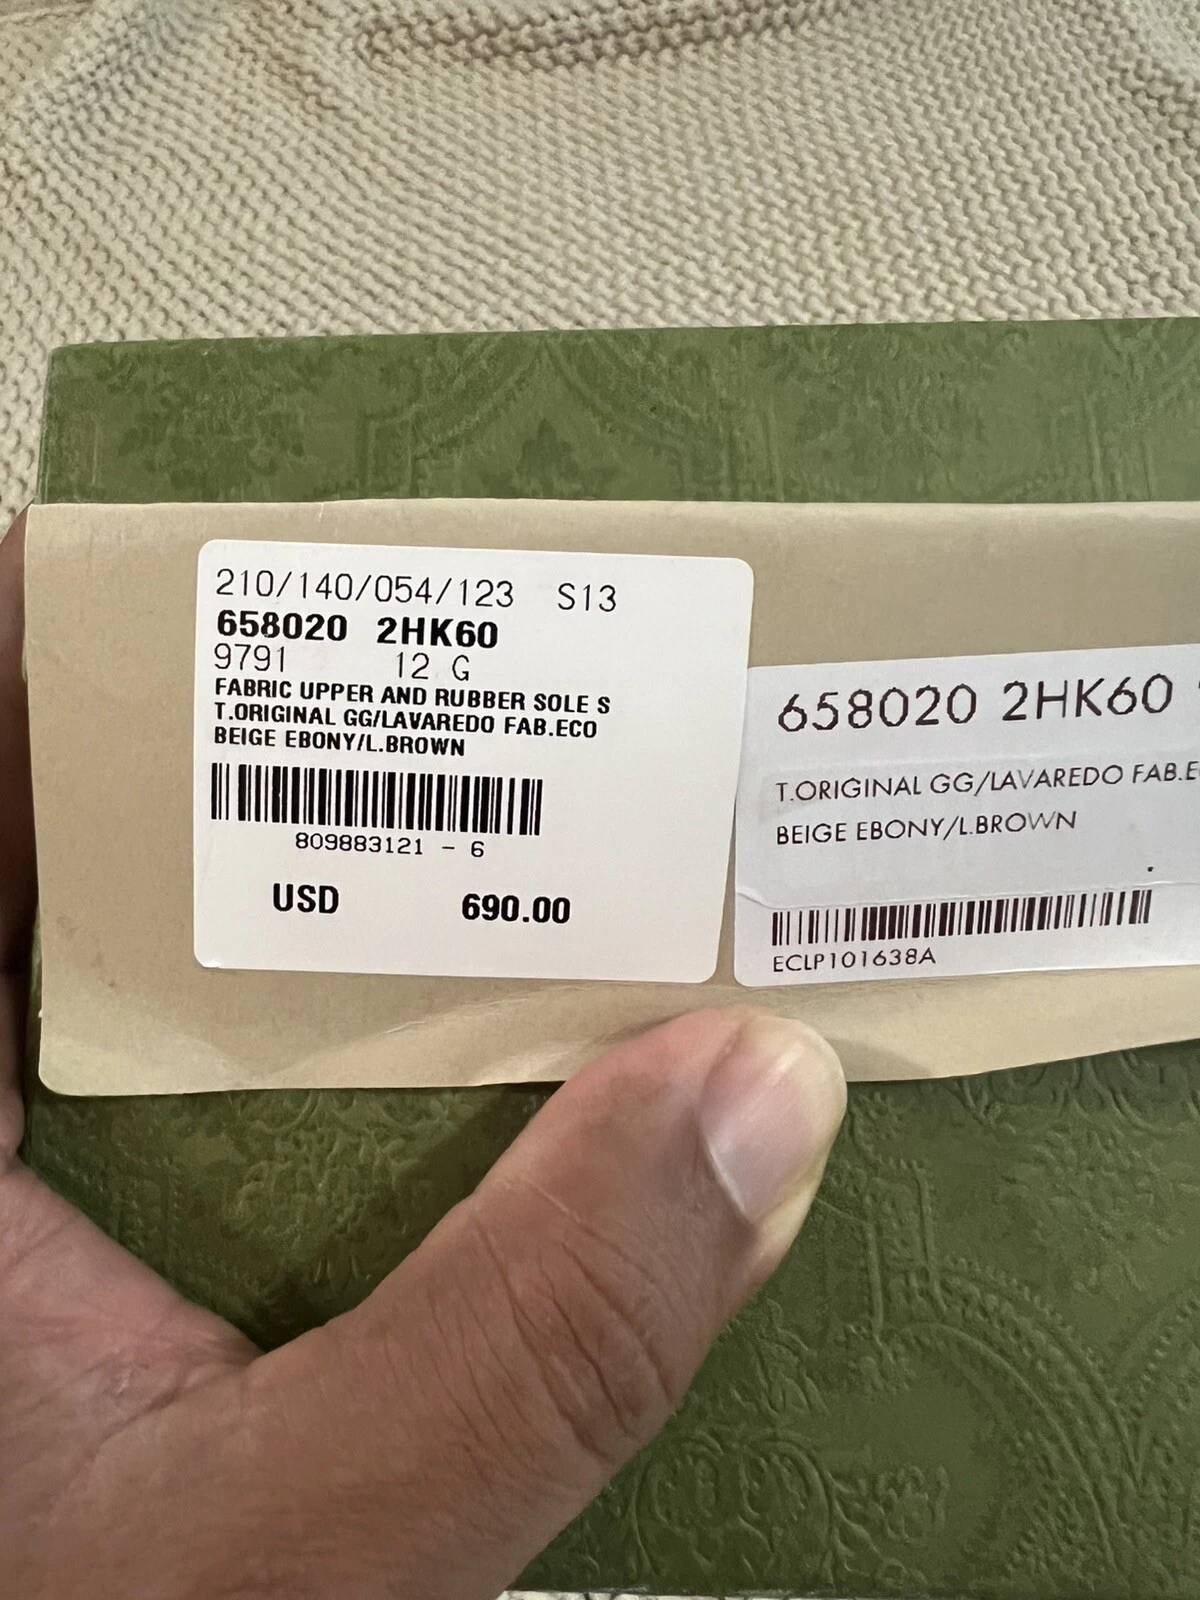 210/140/054/123 S13
658020 2HK60
9791 12 G
FABRIC UPPER AND RUBBER SOLE S
T.ORIGINAL GG/LAVAREDO FAB.ECO
BEIGE EBONY/L.BROWN
809883121 - 6
USD 690.00
658020 2HK60
T.ORIGINAL GG/LAVAREDO FAB.E
BEIGE EBONY/L.BROWN
ECLP101638A